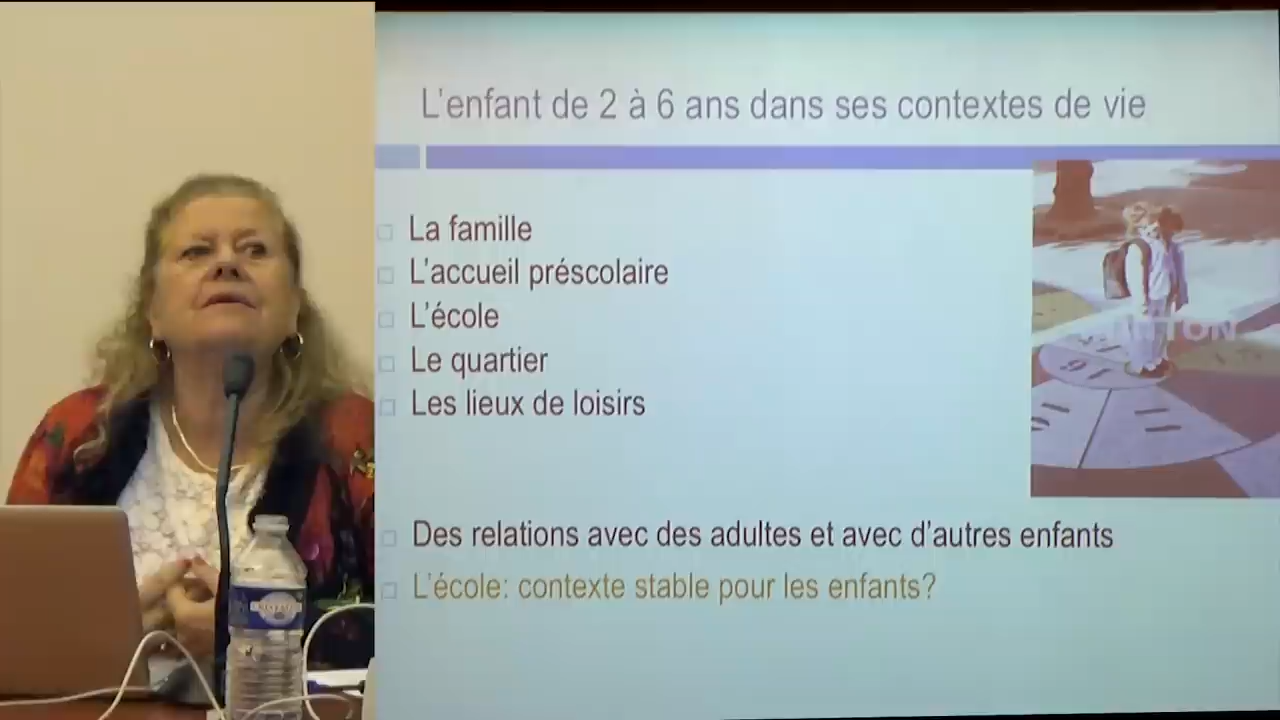 L'enfant de 2 à 6 ans dans ses contextes de vie
La famille
L'accueil préscolaire
L'école
Le quartier
Les lieux de loisirs
Des relations avec des adultes et avec d'autres enfants
L'école: contexte stable pour les enfants?